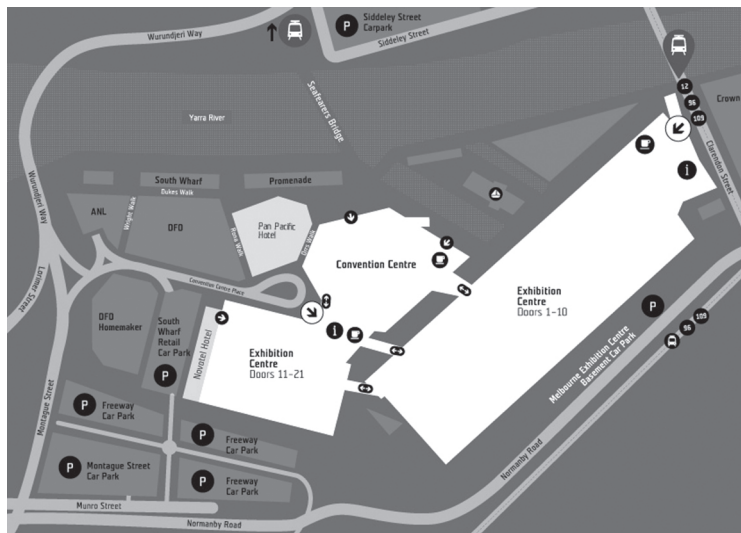 Siddeley Street
Carpark
P
Siddeley Street
Wurundjeri Way
Seafarers Bridge
Yarra River
12
96
109
Crown
Clarendon Street
i
South Wharf
Promenade
Dukes Walk
Wurundjeri Way
ANL
Wright Walk
DFO
Pan Pacific
Hotel
Rona Walk
Orrs Walk
Convention Centre
Convention Centre Place
Lorimer Street
Exhibition
Centre
Doors 1-10
P
Melbourne Exhibition Centre
Basement Car Park
96
109
DFO
Homemaker
South
Wharf
Retail
Car Park
P
Novotel Hotel
i
Exhibition
Centre
Doors 11-21
Montague Street
P
Freeway
Car Park
P
Freeway
Car Park
P
Montague Street
Car Park
P
Freeway
Car Park
Normanby Road
Munro Street
Normanby Road